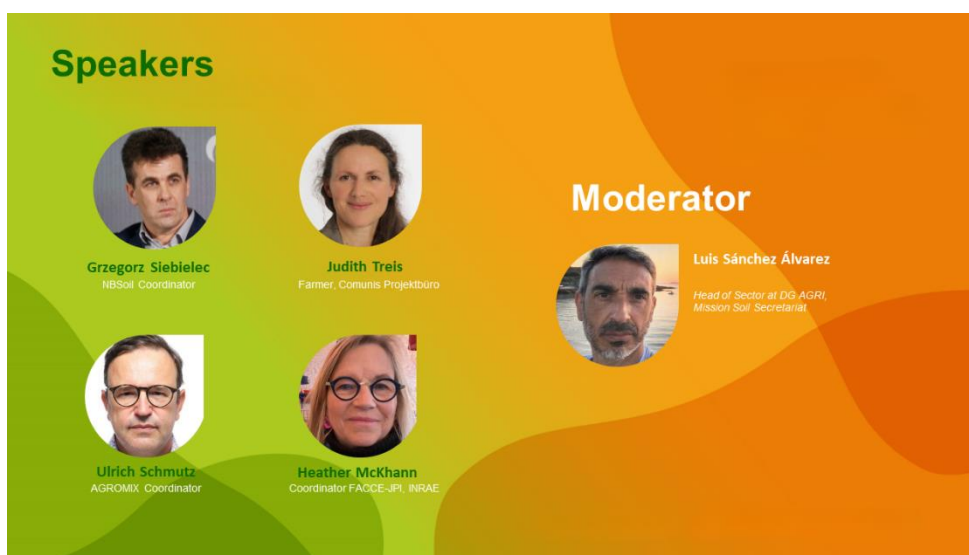 Speakers
Grzegorz Siebielec
NBSoil Coordinator
Judith Treis
Farmer, Comunis Projektbüro
Ulrich Schmutz
AGROMIX Coordinator
Heather McKhann
Coordinator FACCE-JPI, INRAE
Moderator
Luis Sánchez Álvarez
Head of Sector at DG AGRI,
Mission Soil Secretariat